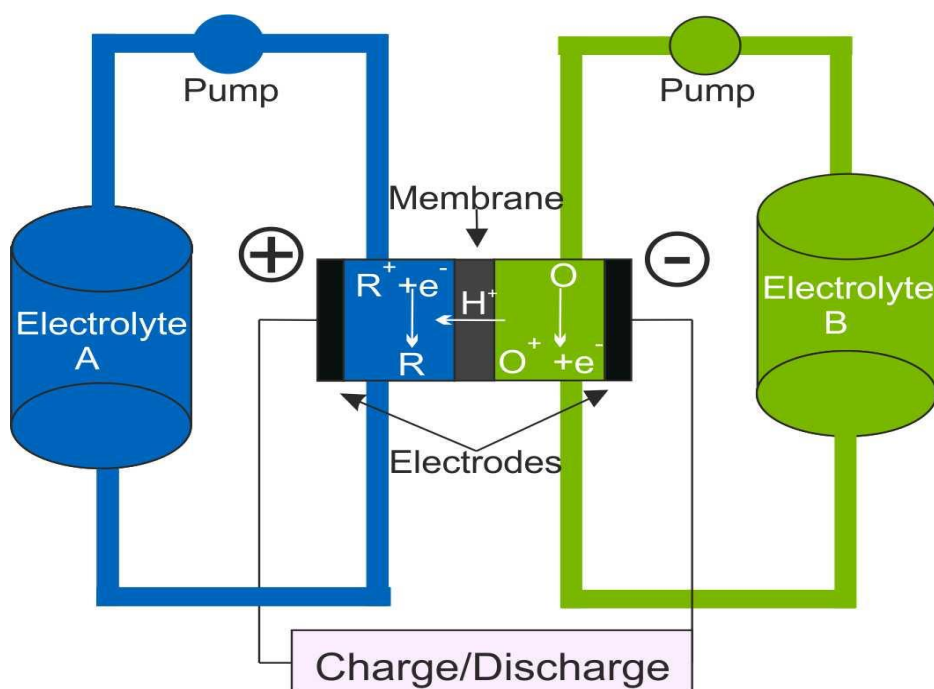 Pump
Pump
Membrane
+
-
Electrolyte
A
R⁺ +e⁻
R
H⁺
O
O⁺ +e⁻
Electrolyte
B
Electrodes
Charge/Discharge